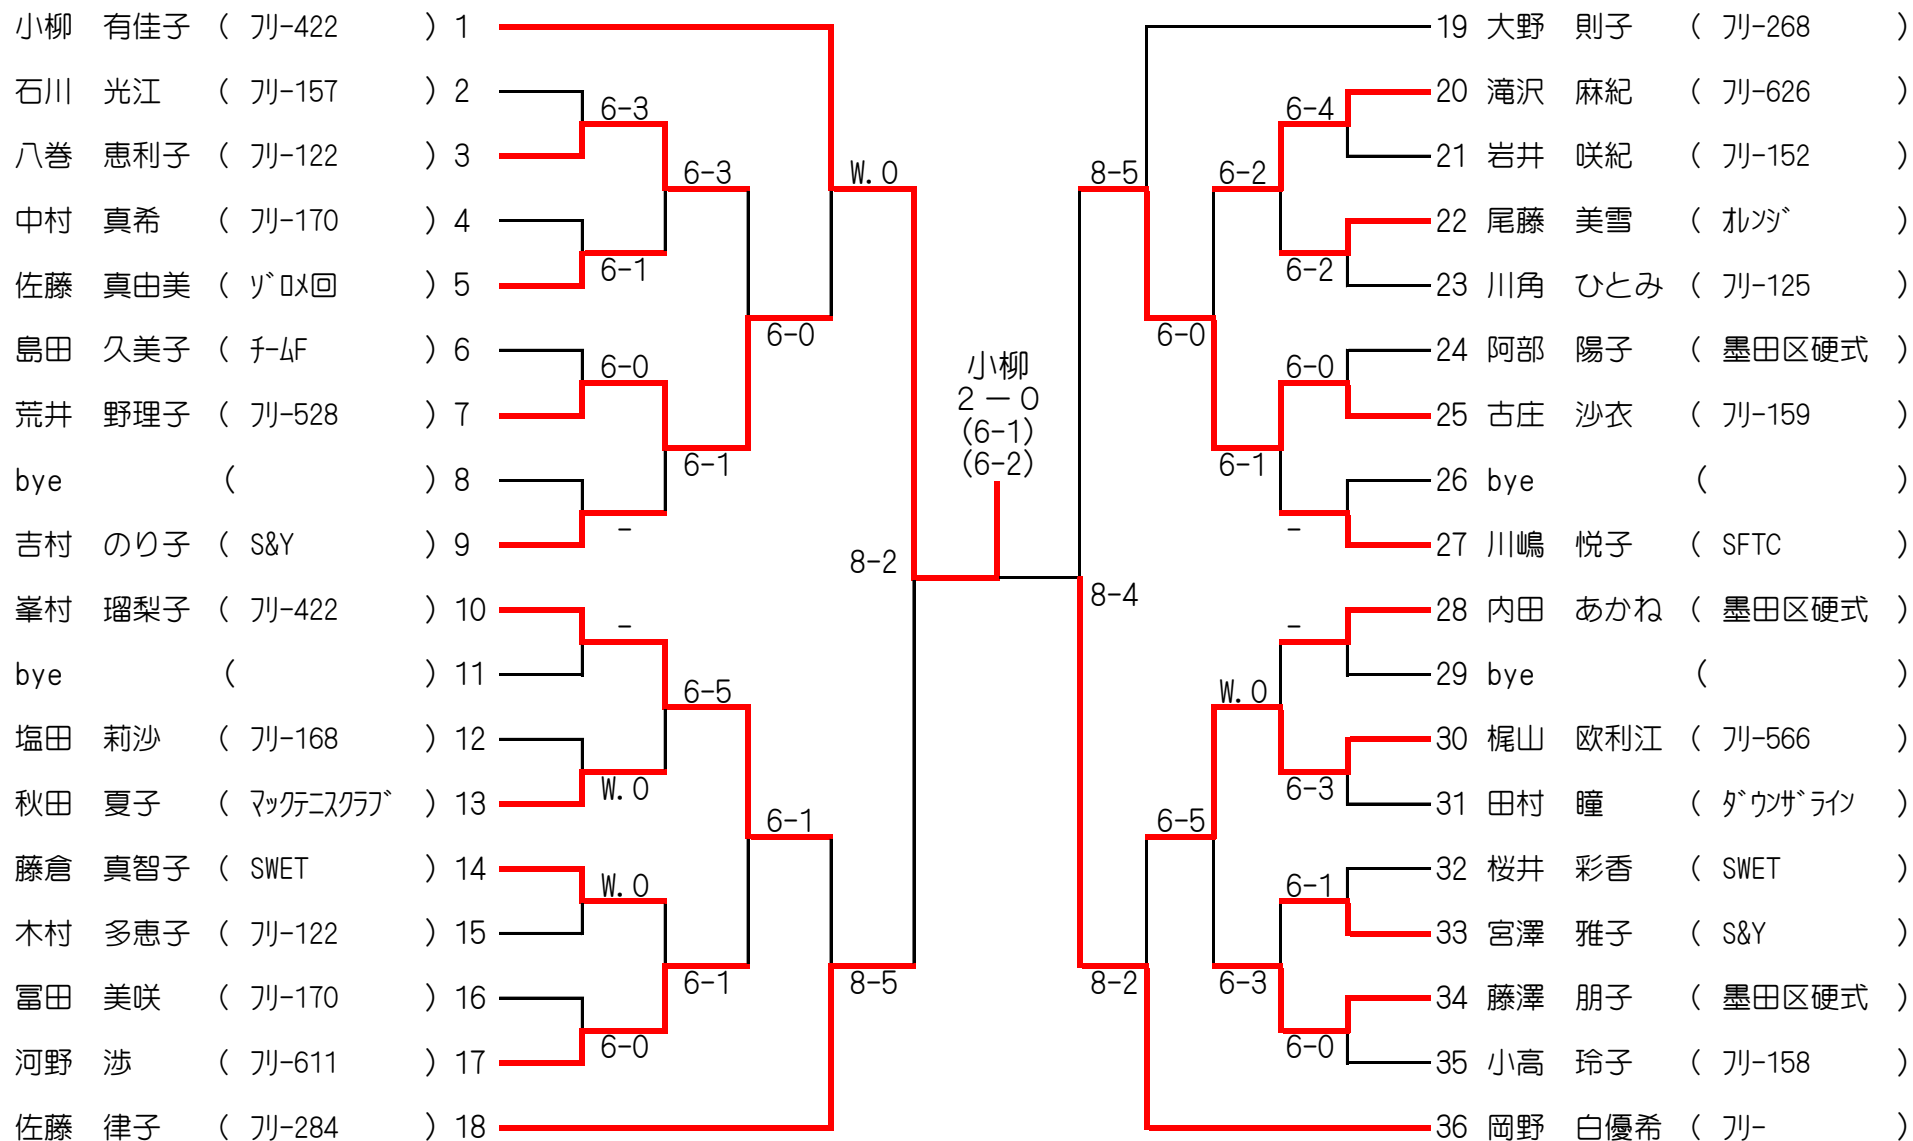 小柳 有佳子 ( ﾌﾘｰ422 ) 1
石川 光江 ( ﾌﾘｰ157 ) 2
八巻 恵利子 ( ﾌﾘｰ122 ) 3
中村 真希 ( ﾌﾘｰ170 ) 4
佐藤 真由美 ( ｿﾞﾛﾒ回 ) 5
島田 久美子 ( ﾁｰﾑF ) 6
荒井 野理子 ( ﾌﾘｰ528 ) 7
bye ( ) 8
吉村 のり子 ( S&Y ) 9
峯村 瑠梨子 ( ﾌﾘｰ422 ) 10
bye ( ) 11
塩田 莉沙 ( ﾌﾘｰ168 ) 12
秋田 夏子 ( ﾏｯｸﾃﾆｽｸﾗﾌﾞ ) 13
藤倉 真智子 ( SWET ) 14
木村 多恵子 ( ﾌﾘｰ122 ) 15
冨田 美咲 ( ﾌﾘｰ170 ) 16
河野 渉 ( ﾌﾘｰ611 ) 17
佐藤 律子 ( ﾌﾘｰ284 ) 18
6-3
6-1
6-0
-
-
W.0
W.0
6-0
6-3
6-1
6-5
6-1
6-0
6-1
W.0
8-5
8-2
小柳
２－０
(6-1)
(6-2)
8-4
8-5
8-2
6-0
6-5
6-2
6-1
W.0
6-3
6-4
6-2
6-0
-
-
6-3
6-1
6-0
19 大野 則子 ( ﾌﾘｰ268 )
20 滝沢 麻紀 ( ﾌﾘｰ626 )
21 岩井 咲紀 ( ﾌﾘｰ152 )
22 尾藤 美雪 ( ｵﾚﾝｼﾞ )
23 川角 ひとみ ( ﾌﾘｰ125 )
24 阿部 陽子 ( 墨田区硬式 )
25 古庄 沙衣 ( ﾌﾘｰ159 )
26 bye ( )
27 川嶋 悦子 ( SFTC )
28 内田 あかね ( 墨田区硬式 )
29 bye ( )
30 梶山 欧利江 ( ﾌﾘｰ566 )
31 田村 瞳 ( ﾀﾞｳﾝｻﾞﾗｲﾝ )
32 桜井 彩香 ( SWET )
33 宮澤 雅子 ( S&Y )
34 藤澤 朋子 ( 墨田区硬式 )
35 小高 玲子 ( ﾌﾘｰ158 )
36 岡野 白優希 ( ﾌﾘｰ )